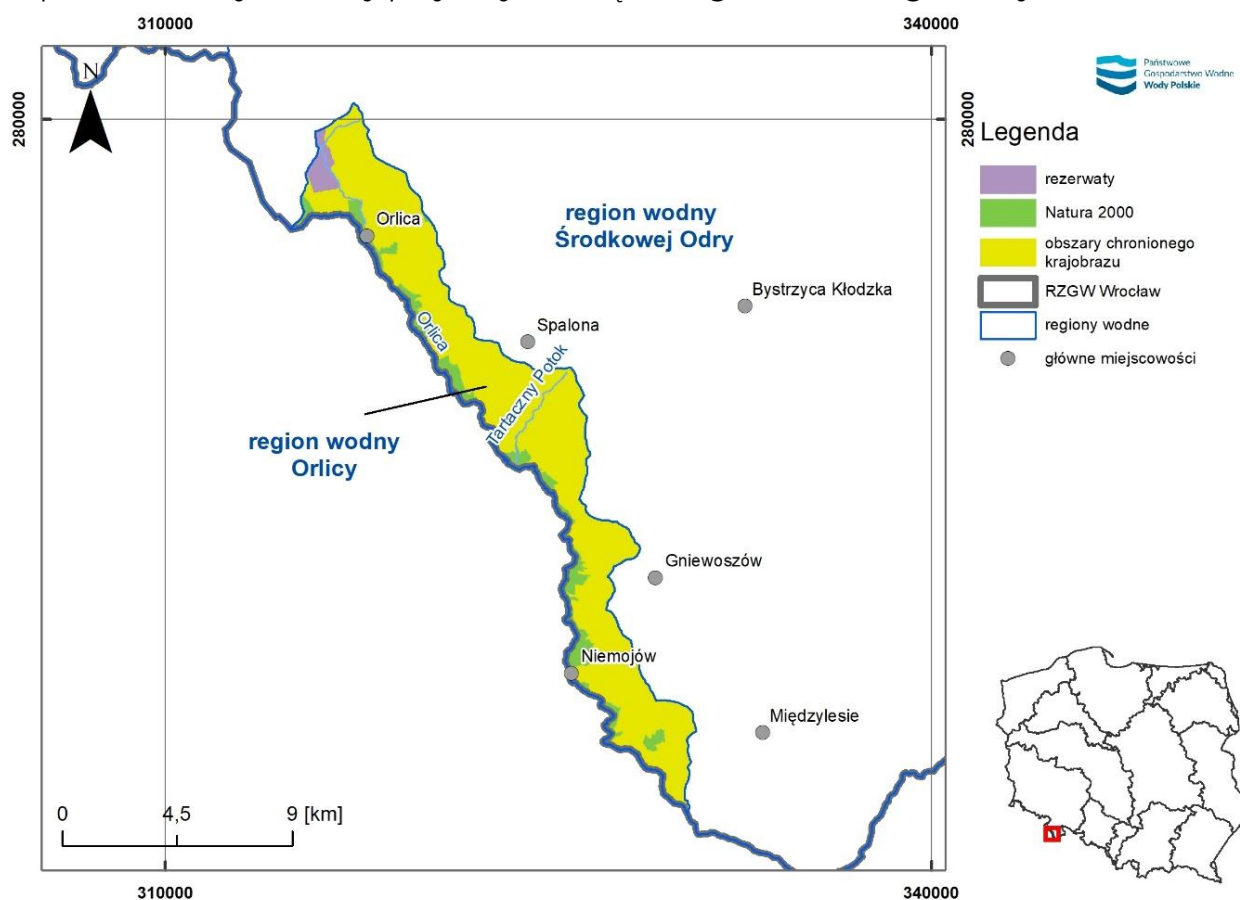 310000
340000
280000
280000
N
Państwowe
Gospodarstwo Wodne
Wody Polskie
Legenda
rezerwaty
Natura 2000
obszary chronionego
krajobrazu
RZGW Wrocław
regiony wodne
główne miejscowości
region wodny
Środkowej Odry
Orlica
Bystrzyca Kłodzka
Spalona
Orlica
Tartaczny Potok
region wodny
Orlicy
Gniewoszów
Niemojów
Międzylesie
0
4,5
9 [km]
310000
340000